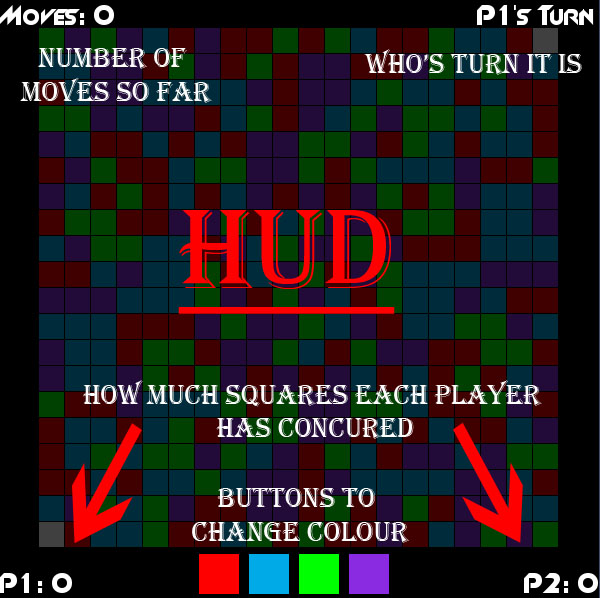 Moves: 0
P1's Turn
Number of
moves so far
Who's turn it is
HUD
How much squares each player
has concured
Buttons to
change colour
P1: 0
P2: 0